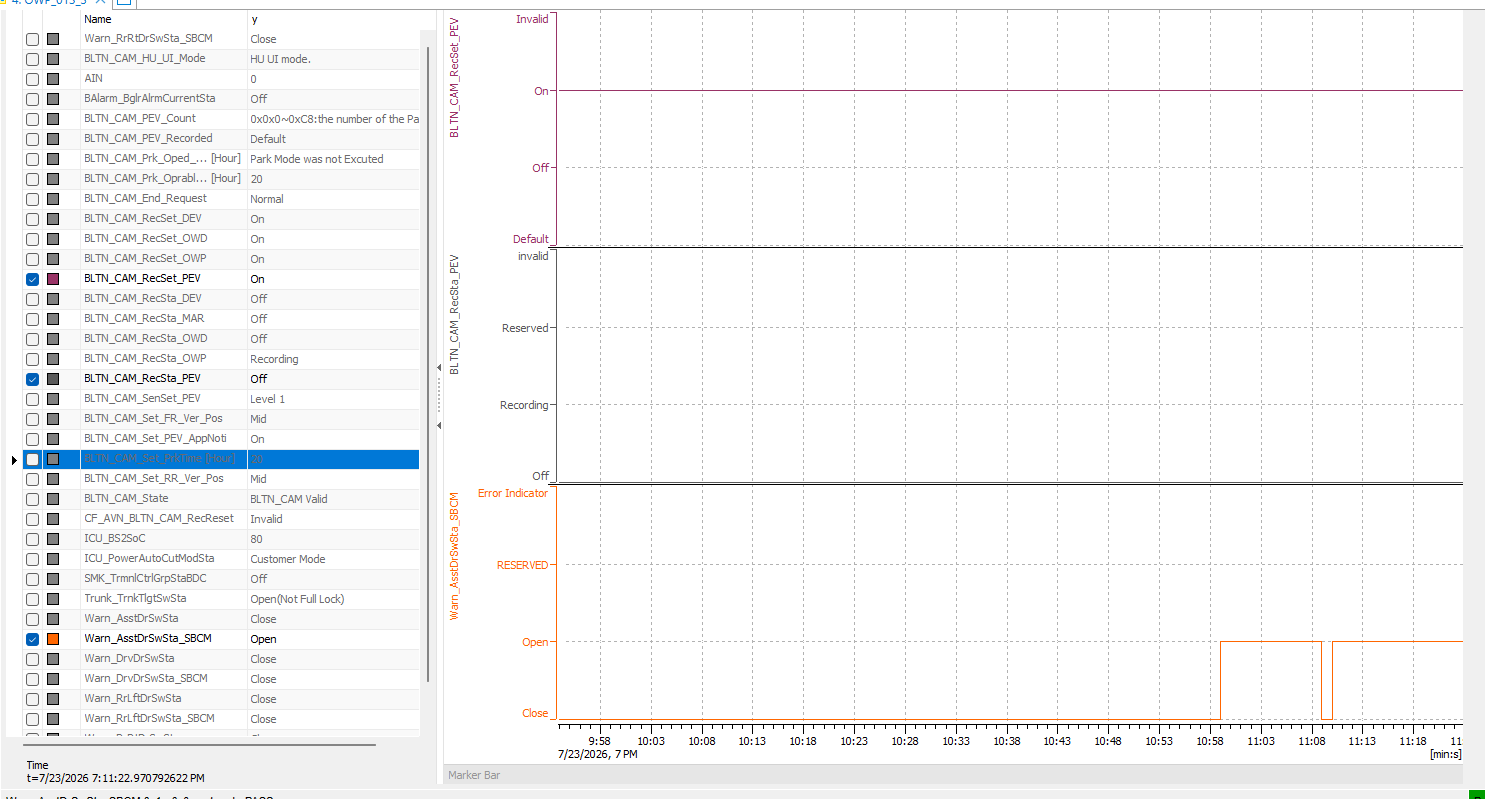 4. OWP_015_3
Name y
Warn_RrRtDrSwSta_SBCM Close
BLTN_CAM_HU_UI_Mode HU UI mode.
AIN 0
BAlarm_BglrAlrmCurrentSta Off
BLTN_CAM_PEV_Count 0x0x0~0xC8:the number of the Pa
BLTN_CAM_PEV_Recorded Default
BLTN_CAM_Prk_Oped_... [Hour] Park Mode was not Excuted
BLTN_CAM_Prk_Oprabl... [Hour] 20
BLTN_CAM_End_Request Normal
BLTN_CAM_RecSet_DEV On
BLTN_CAM_RecSet_OWD On
BLTN_CAM_RecSet_OWP On
BLTN_CAM_RecSet_PEV On
BLTN_CAM_RecSta_DEV Off
BLTN_CAM_RecSta_MAR Off
BLTN_CAM_RecSta_OWD Off
BLTN_CAM_RecSta_OWP Recording
BLTN_CAM_RecSta_PEV Off
BLTN_CAM_SenSet_PEV Level 1
BLTN_CAM_Set_FR_Ver_Pos Mid
BLTN_CAM_Set_PEV_AppNoti On
BLTN_CAM_Set_PrkTime [Hour] 20
BLTN_CAM_Set_RR_Ver_Pos Mid
BLTN_CAM_State BLTN_CAM Valid
CF_AVN_BLTN_CAM_RecReset Invalid
ICU_BS2SoC 80
ICU_PowerAutoCutModSta Customer Mode
SMK_TrmnlCtrlGrpStaBDC Off
Trunk_TrnkTlgtSwSta Open(Not Full Lock)
Warn_AsstDrSwSta Close
Warn_AsstDrSwSta_SBCM Open
Warn_DrvDrSwSta Close
Warn_DrvDrSwSta_SBCM Close
Warn_RrLftDrSwSta Close
Warn_RrLftDrSwSta_SBCM Close
Time
t=7/23/2026 7:11:22.970792622 PM
BLTN_CAM_RecSet_PEV
Invalid
On
Off
Default
BLTN_CAM_RecSta_PEV
invalid
Reserved
Recording
Off
Warn_AsstDrSwSta_SBCM
Error Indicator
RESERVED
Open
Close
9:58 10:03 10:08 10:13 10:18 10:23 10:28 10:33 10:38 10:43 10:48 10:53 10:58 11:03 11:08 11:13 11:18 11:
7/23/2026, 7 PM [min:s]
Marker Bar